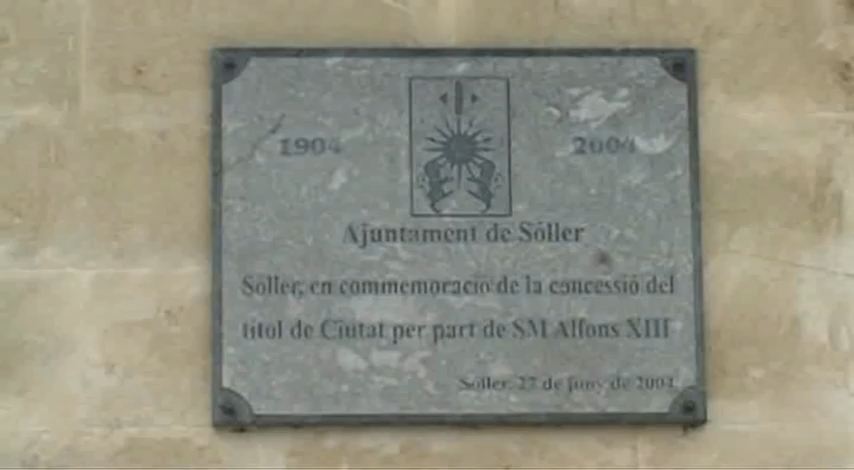 1904
2004
Ajuntament de Sóller
Sóller, en commemoració de la concessió del
titol de Ciutat per part de SM Alfons XIII
Sóller, 27 de juny de 2004